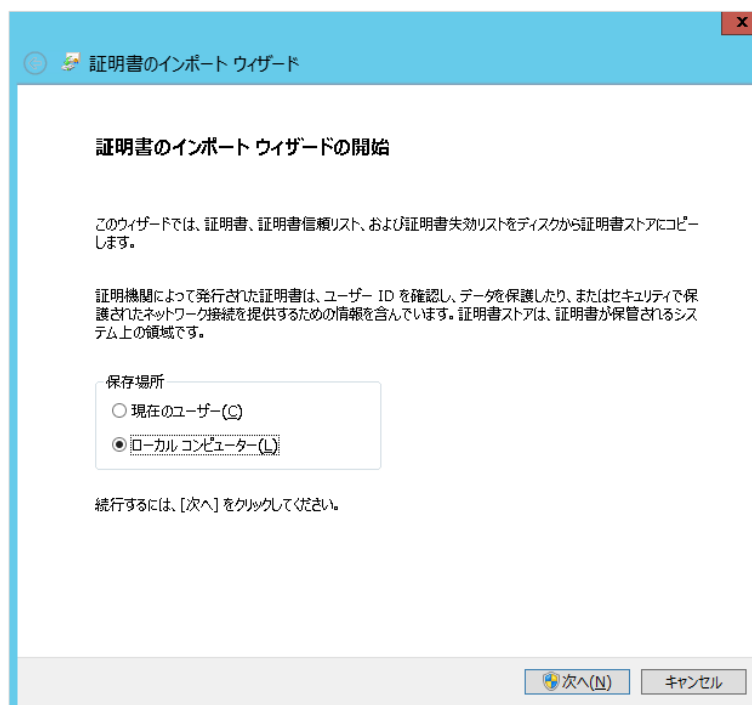 x
証明書のインポート ウィザード
証明書のインポート ウィザードの開始
このウィザードでは、証明書、証明書信頼リスト、および証明書失効リストをディスクから証明書ストアにコピー
します。
証明機関によって発行された証明書は、ユーザー ID を確認し、データを保護したり、またはセキュリティで保
護されたネットワーク接続を提供するための情報を含んでいます。証明書ストアは、証明書が保管されるシス
テム上の領域です。
保存場所
現在のユーザー(C)
ローカル コンピューター(L)
続行するには、[次へ] をクリックしてください。
次へ(N)
キャンセル